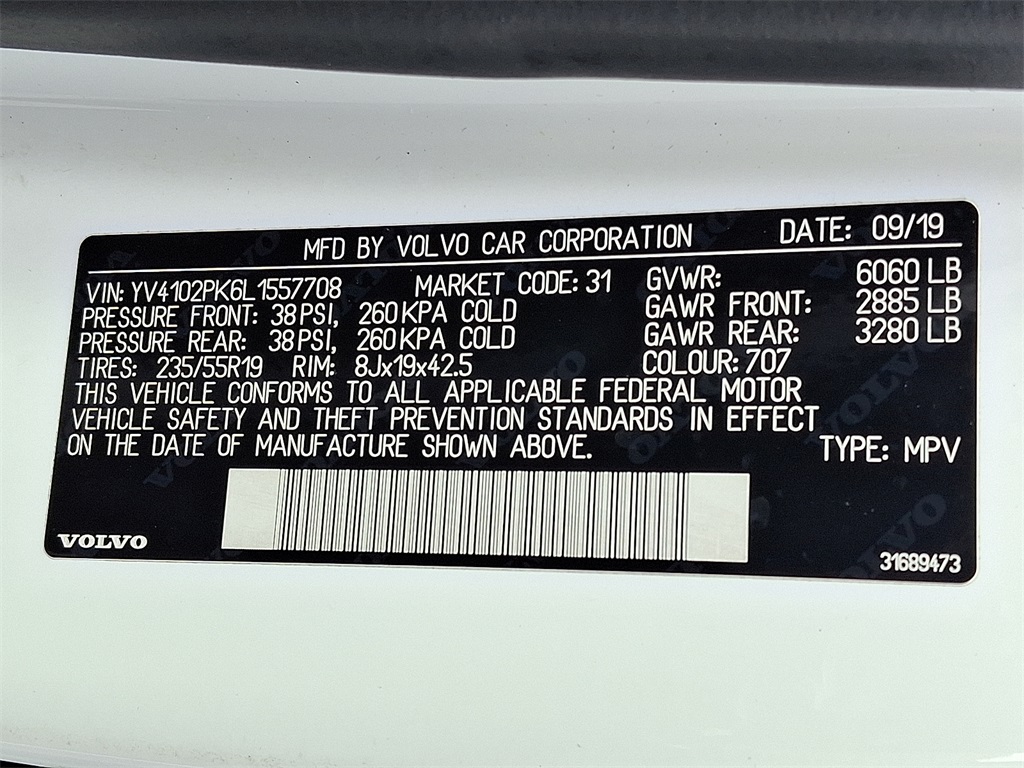 MFD BY VOLVO CAR CORPORATION DATE: 09/19
VIN: YV4102PK6L1557708 MARKET CODE: 31 GVWR: 6060 LB
PRESSURE FRONT: 38 PSI, 260 KPA COLD GAWR FRONT: 2885 LB
PRESSURE REAR: 38 PSI, 260 KPA COLD GAWR REAR: 3280 LB
TIRES: 235/55R19 RIM: 8Jx19x42.5 COLOUR: 707
THIS VEHICLE CONFORMS TO ALL APPLICABLE FEDERAL MOTOR
VEHICLE SAFETY AND THEFT PREVENTION STANDARDS IN EFFECT
ON THE DATE OF MANUFACTURE SHOWN ABOVE. TYPE: MPV
VOLVO 31689473